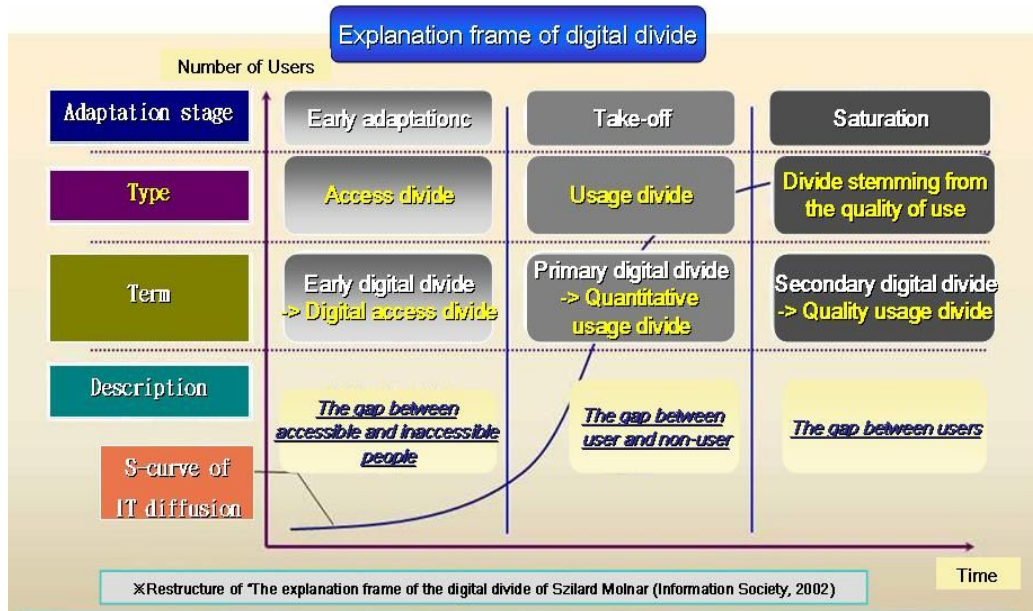 Explanation frame of digital divide
Number of Users
Adaptation stage
Early adaptationc
Take-off
Saturation
Type
Access divide
Usage divide
Divide stemming from
the quality of use
Term
Early digital divide
-> Digital access divide
Primary digital divide
-> Quantitative
usage divide
Secondary digital divide
-> Quality usage divide
Description
The gap between
accessible and inaccessible
people
The gap between
user and non-user
The gap between users
S-curve of
IT diffusion
Time
※Restructure of “The explanation frame of the digital divide of Szilard Molnar (Information Society, 2002)